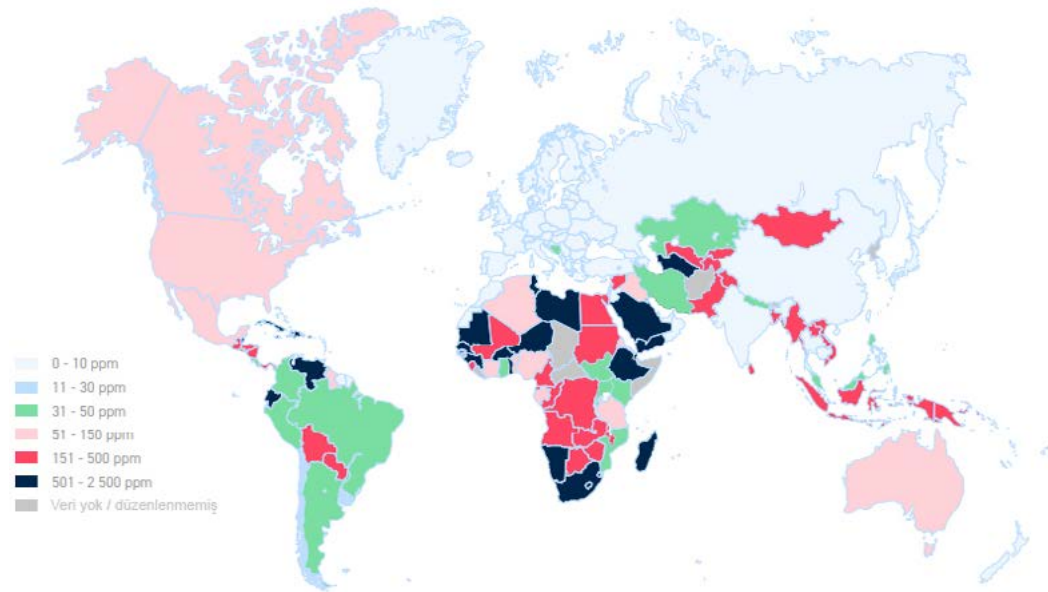 0 - 10 ppm
11 - 30 ppm
31 - 50 ppm
51 - 150 ppm
151 - 500 ppm
501 - 2 500 ppm
Veri yok / düzenlenmemiş